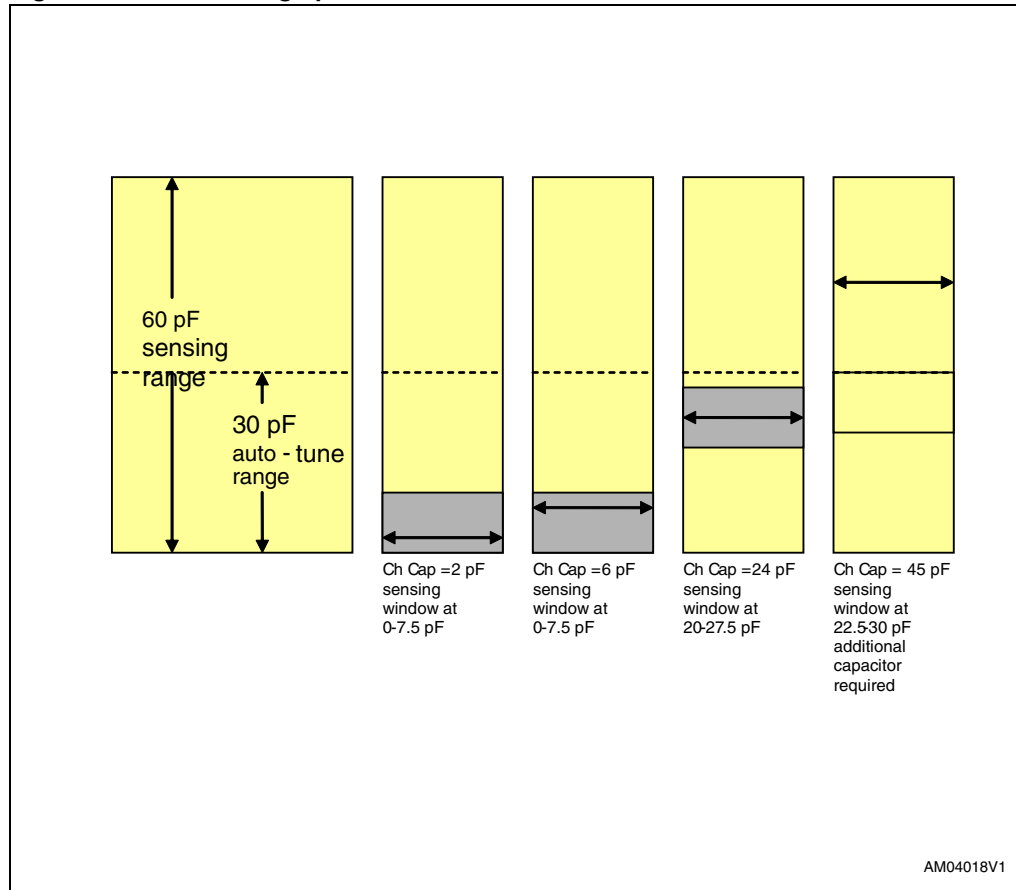 60 pF
sensing
range
30 pF
auto - tune
range
Ch Cap =2 pF
sensing
window at
0-7.5 pF
Ch Cap =6 pF
sensing
window at
0-7.5 pF
Ch Cap =24 pF
sensing
window at
20-27.5 pF
Ch Cap = 45 pF
sensing
window at
22.5-30 pF
additional
capacitor
required
AM04018V1